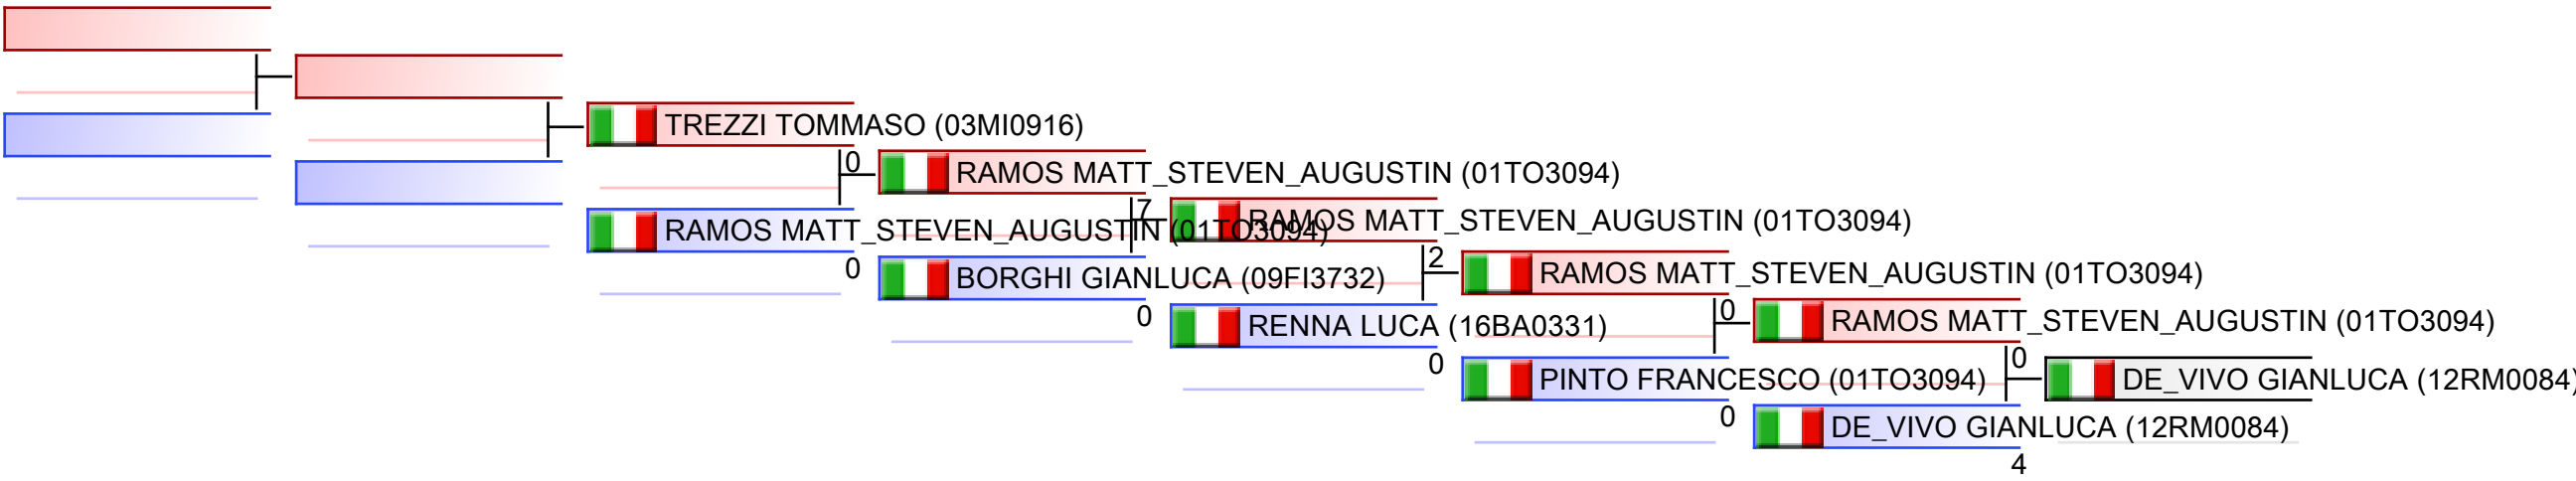 TREZZI TOMMASO (03MI0916)
0
RAMOS MATT_STEVEN_AUGUSTIN (01TO3094)
0
RAMOS MATT_STEVEN_AUGUSTIN (01TO3094)
7
BORGHI GIANLUCA (09FI3732)
0
RAMOS MATT_STEVEN_AUGUSTIN (01TO3094)
2
RENNA LUCA (16BA0331)
0
RAMOS MATT_STEVEN_AUGUSTIN (01TO3094)
0
PINTO FRANCESCO (01TO3094)
0
RAMOS MATT_STEVEN_AUGUSTIN (01TO3094)
0
DE_VIVO GIANLUCA (12RM0084)
4
DE_VIVO GIANLUCA (12RM0084)